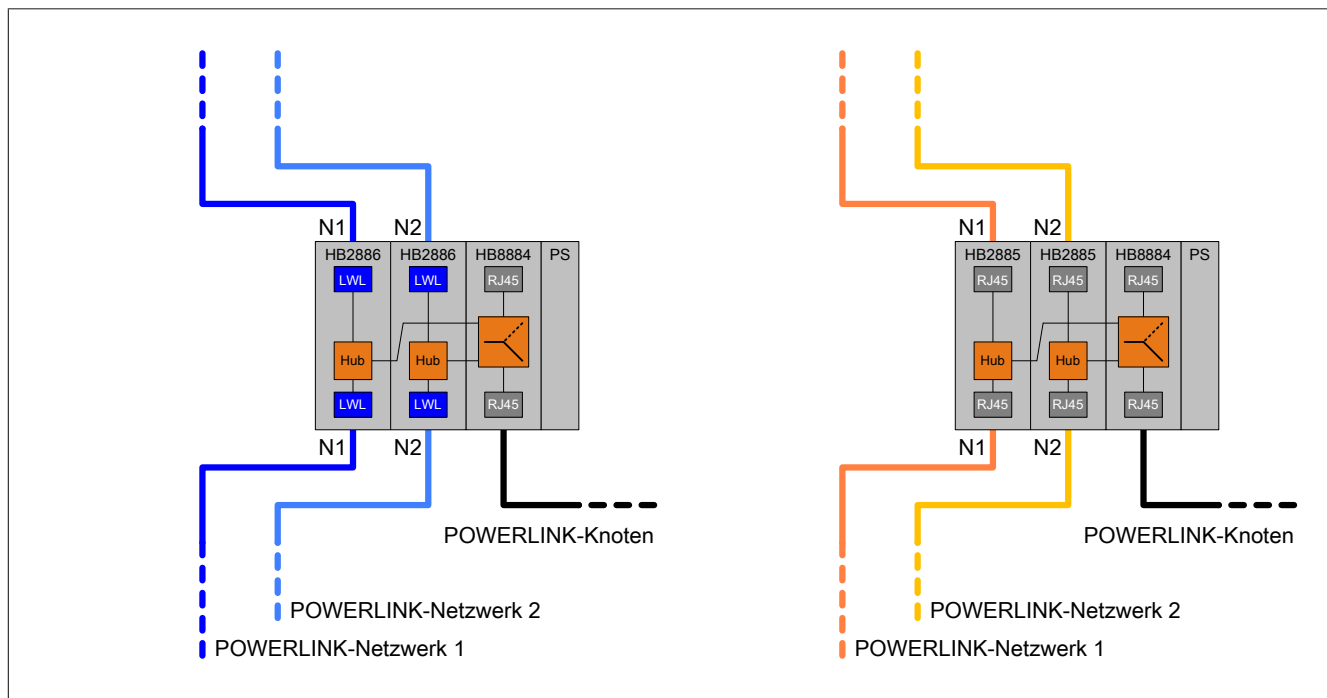 N1 N2
HB2886 HB2886 HB8884 PS
LWL LWL RJ45
Hub Hub
LWL LWL RJ45
N1 N2
POWERLINK-Knoten
POWERLINK-Netzwerk 2
POWERLINK-Netzwerk 1
N1 N2
HB2885 HB2885 HB8884 PS
RJ45 RJ45 RJ45
Hub Hub
RJ45 RJ45 RJ45
N1 N2
POWERLINK-Knoten
POWERLINK-Netzwerk 2
POWERLINK-Netzwerk 1